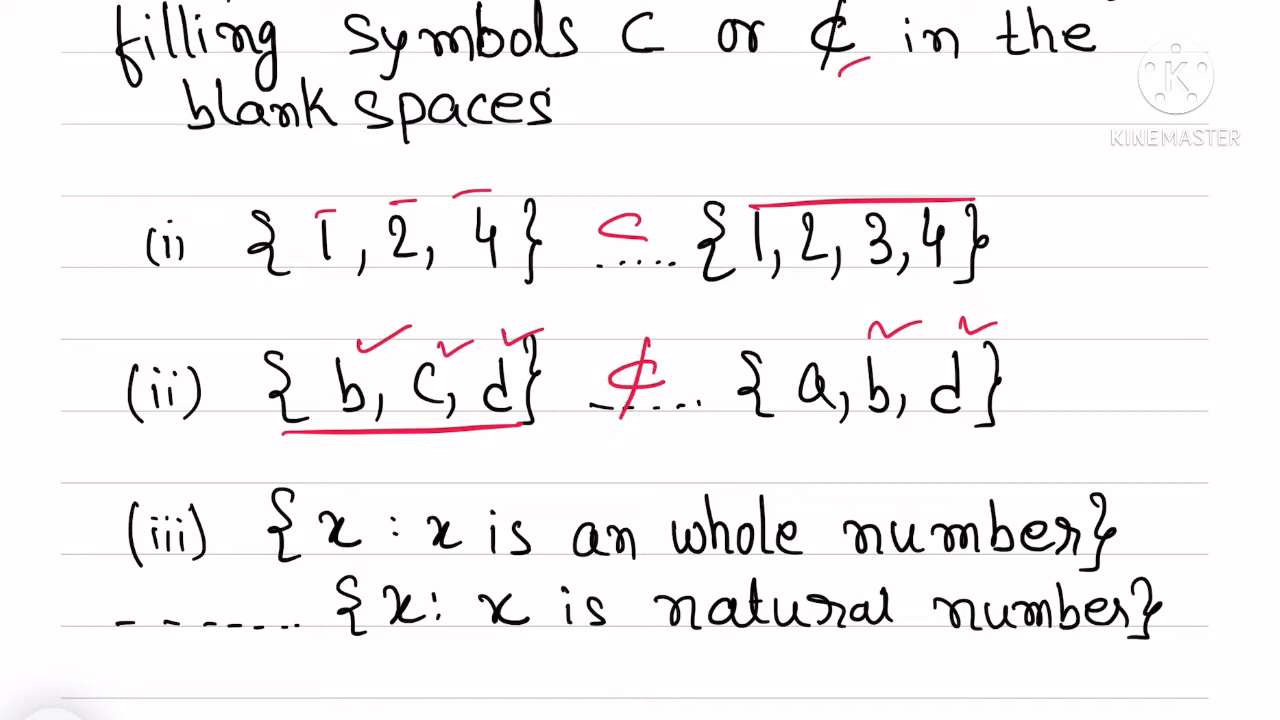 filling symbols ⊂ or ⊄ in the
blank spaces
K
KINEMASTER
(i) { 1, 2, 4 } ⊂ ..... { 1, 2, 3, 4 }
(ii) { b, c, d } ⊄ ..... { a, b, d }
(iii) { x : x is an whole number}
....... {x: x is natural number}